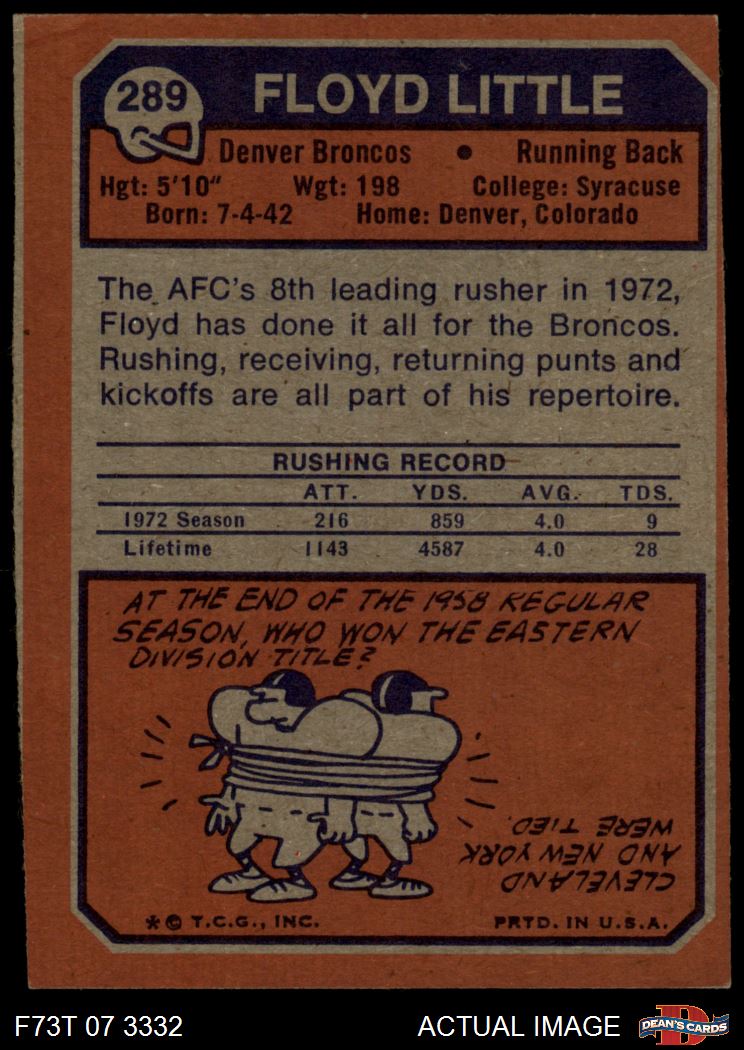 289 FLOYD LITTLE
Denver Broncos • Running Back
Hgt: 5'10" Wgt: 198 College: Syracuse
Born: 7-4-42 Home: Denver, Colorado
The AFC's 8th leading rusher in 1972,
Floyd has done it all for the Broncos.
Rushing, receiving, returning punts and
kickoffs are all part of his repertoire.
RUSHING RECORD
ATT. YDS. AVG. TDS.
1972 Season 216 859 4.0 9
Lifetime 1143 4587 4.0 28
AT THE END OF THE 1958 REGULAR
SEASON, WHO WON THE EASTERN
DIVISION TITLE?
CLEVELAND
AND NEW YORK
WERE TIED.
*© T.C.G., INC. PRTD. IN U.S.A.
F73T 07 3332 ACTUAL IMAGE D DEAN'S CARDS